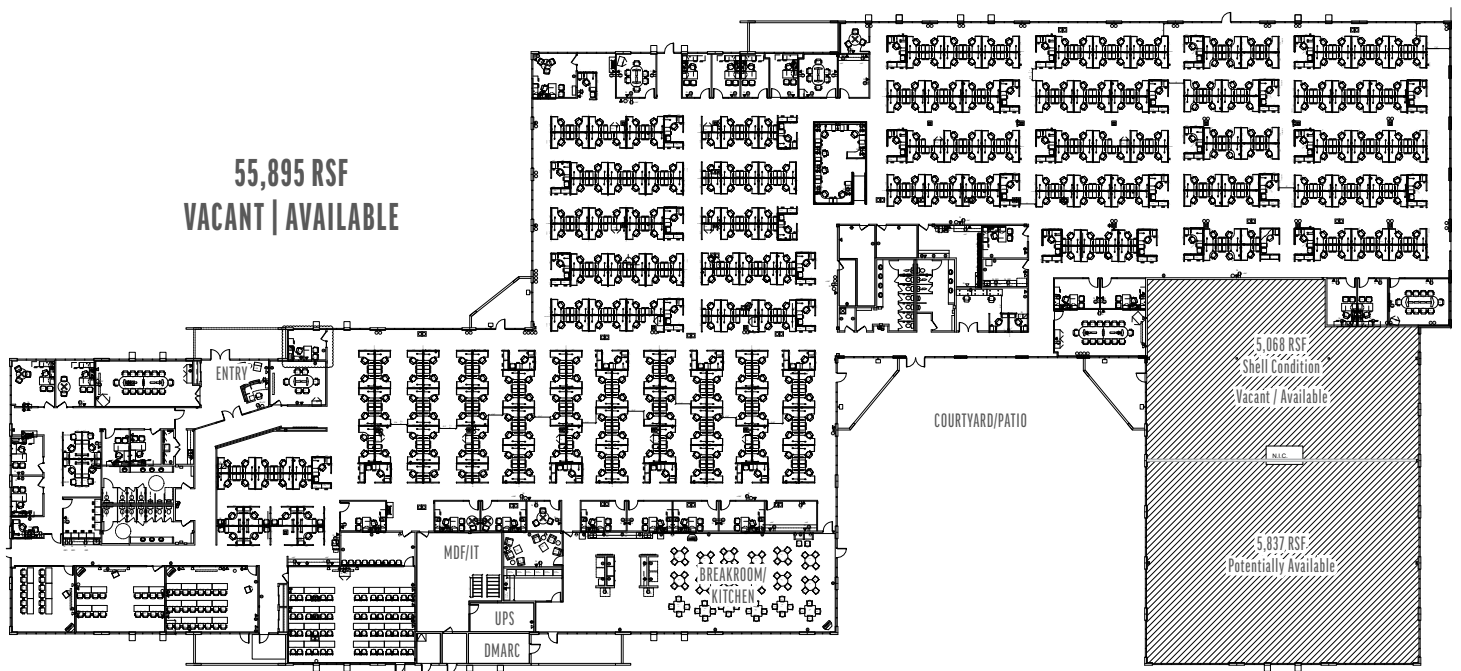 55,895 RSF
VACANT | AVAILABLE
ENTRY
5,068 RSF
Shell Condition
Vacant / Available
COURTYARD/PATIO
N.I.C.
5,837 RSF
Potentially Available
MDF/IT
BREAKROOM/
KITCHEN
UPS
DMARC